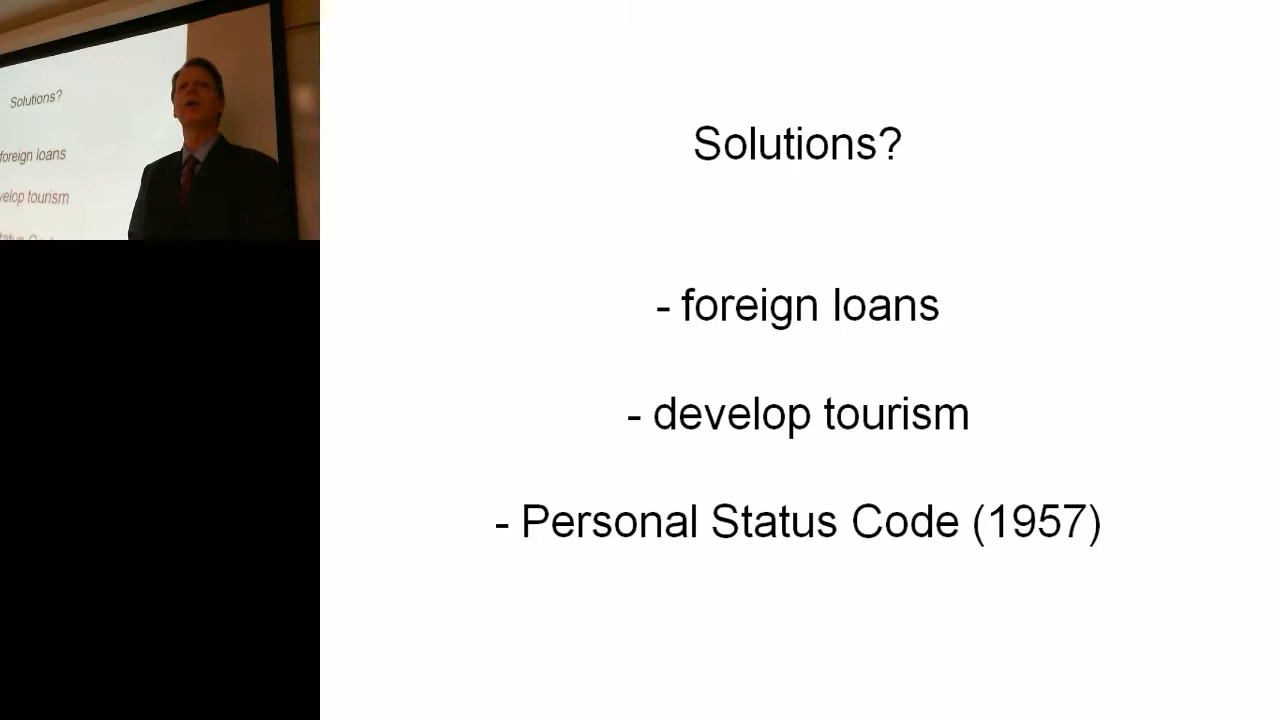 Solutions?
foreign loans
velop tourism
Solutions?
- foreign loans
- develop tourism
- Personal Status Code (1957)